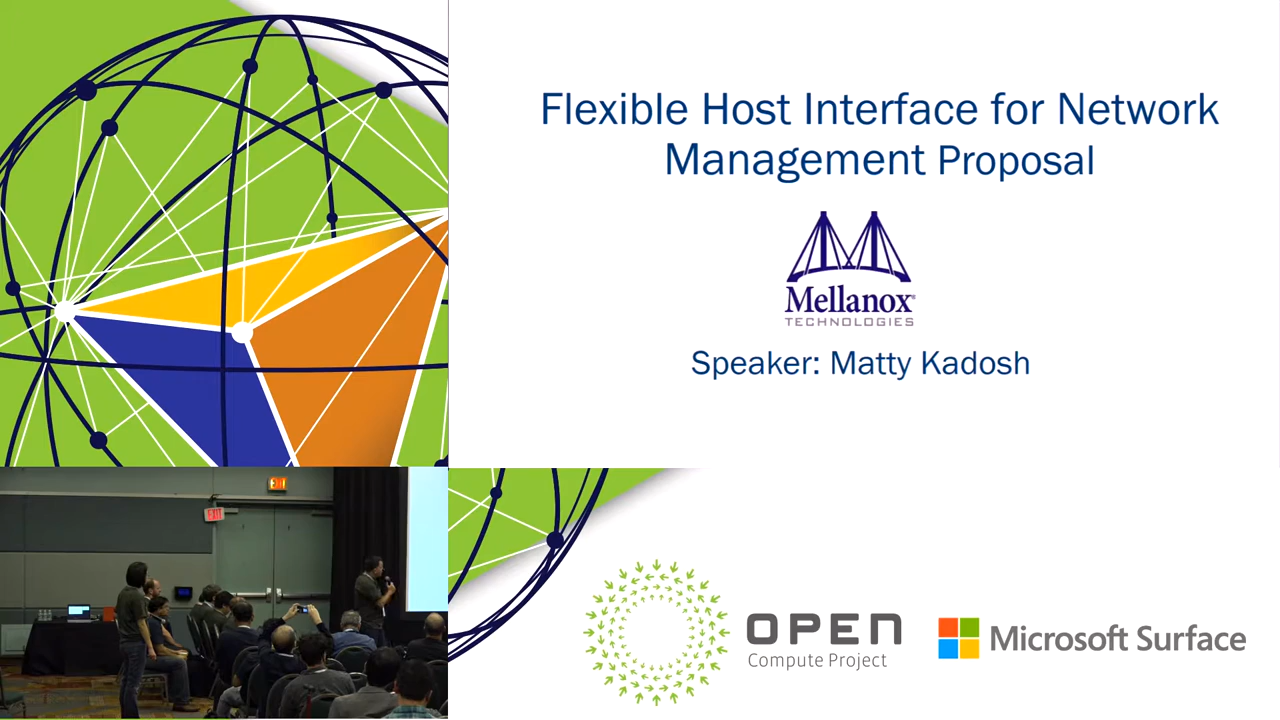 Flexible Host Interface for Network
Management Proposal
Mellanox®
TECHNOLOGIES
Speaker: Matty Kadosh
EXIT
OPEN
Compute Project
Microsoft Surface